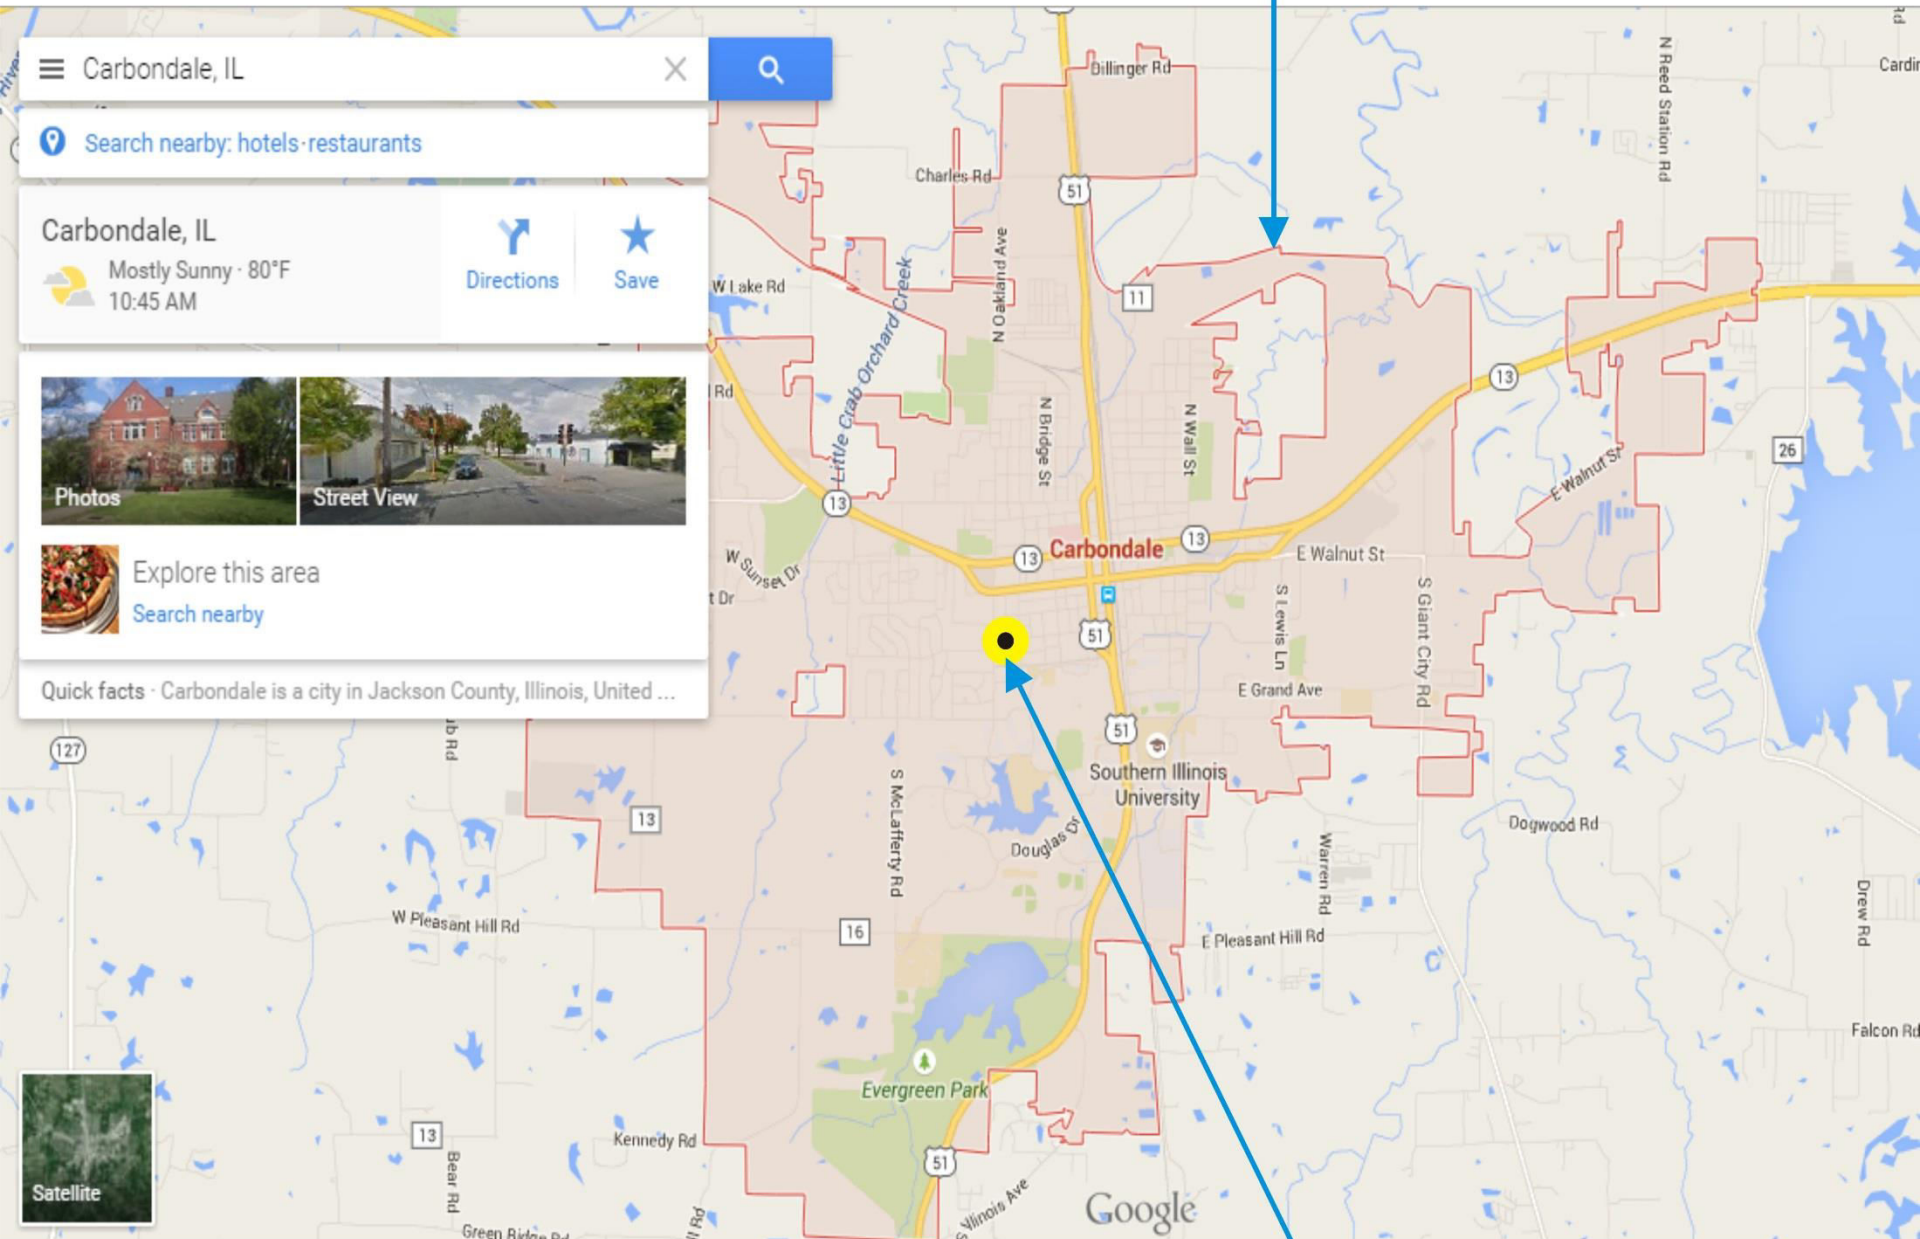 Carbondale, IL
Search nearby: hotels · restaurants
Carbondale, IL
Mostly Sunny · 80°F
10:45 AM
Directions
Save
Photos
Street View
Explore this area
Search nearby
Quick facts · Carbondale is a city in Jackson County, Illinois, United ...
Satellite
Dillinger Rd
N Reed Station Rd
Charles Rd
51
N Oakland Ave
W Lake Rd
11
Little Crab Orchard Creek
13
Rd
N Bridge St
N Wall St
26
E Walnut St
13
13
Carbondale
13
E Walnut St
W Sunset Dr
t Dr
S Lewis Ln
S Giant City Rd
51
E Grand Ave
51
127
Southern Illinois
University
S McLafferty Rd
13
Douglas Dr
Dogwood Rd
Warren Rd
Drew Rd
W Pleasant Hill Rd
16
E Pleasant Hill Rd
Falcon Rd
Evergreen Park
13
Kennedy Rd
Bear Rd
51
Google
Rd